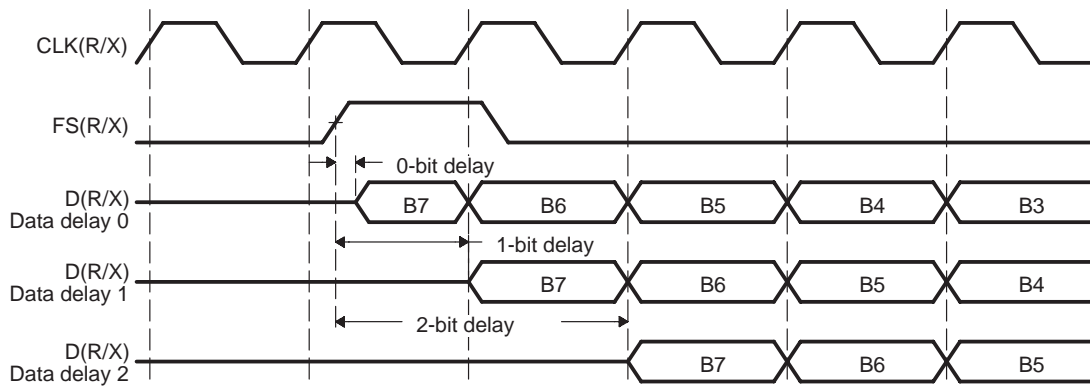 CLK(R/X)
FS(R/X)
0-bit delay
D(R/X)
Data delay 0
B7 B6 B5 B4 B3
1-bit delay
D(R/X)
Data delay 1
B7 B6 B5 B4
2-bit delay
D(R/X)
Data delay 2
B7 B6 B5